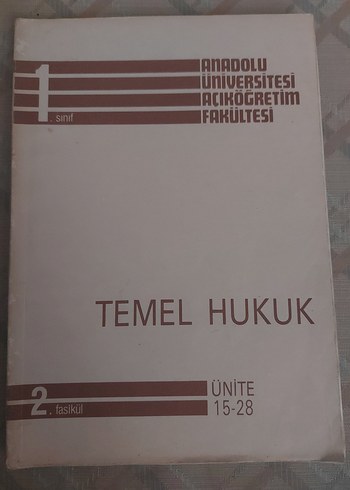 ANADOLU
ÜNİVERSİTESİ
AÇIKÖĞRETİM
FAKÜLTESİ
1. sınıf
TEMEL HUKUK
2. fasikül
ÜNİTE
15-28